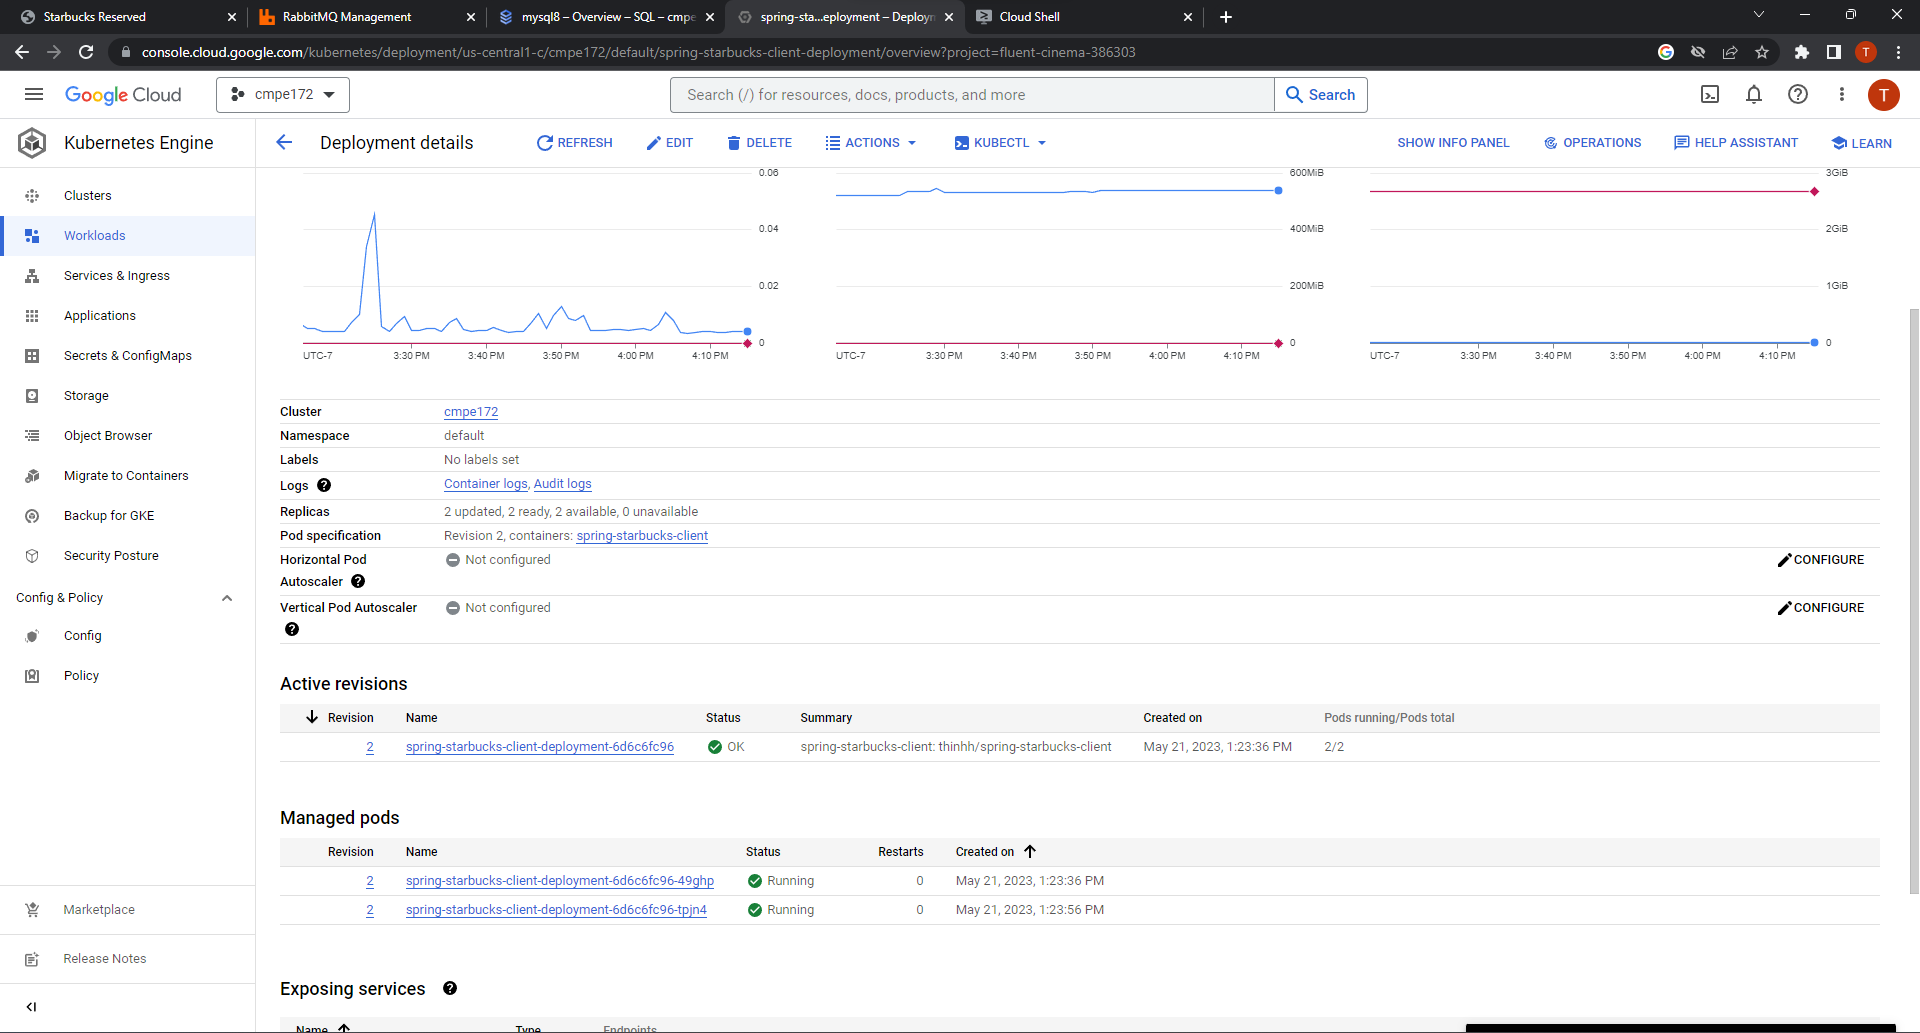 Starbucks Reserved
RabbitMQ Management
mysql8 – Overview – SQL – cmpe
spring-sta...eployment – Deploym
Cloud Shell
console.cloud.google.com/kubernetes/deployment/us-central1-c/cmpe172/default/spring-starbucks-client-deployment/overview?project=fluent-cinema-386303
T
Google Cloud
cmpe172
Search (/) for resources, docs, products, and more
Search
T
Kubernetes Engine
Deployment details
REFRESH
EDIT
DELETE
ACTIONS
KUBECTL
SHOW INFO PANEL
OPERATIONS
HELP ASSISTANT
LEARN
Clusters
Workloads
Services & Ingress
Applications
Secrets & ConfigMaps
Storage
Object Browser
Migrate to Containers
Backup for GKE
Security Posture
Config & Policy
Config
Policy
Marketplace
Release Notes
0.06
0.04
0.02
0
UTC-7 3:30 PM 3:40 PM 3:50 PM 4:00 PM 4:10 PM
600MiB
400MiB
200MiB
0
UTC-7 3:30 PM 3:40 PM 3:50 PM 4:00 PM 4:10 PM
3GiB
2GiB
1GiB
0
UTC-7 3:30 PM 3:40 PM 3:50 PM 4:00 PM 4:10 PM
Cluster cmpe172
Namespace default
Labels No labels set
Logs Container logs, Audit logs
Replicas 2 updated, 2 ready, 2 available, 0 unavailable
Pod specification Revision 2, containers: spring-starbucks-client
Horizontal Pod Not configured CONFIGURE
Autoscaler
Vertical Pod Autoscaler Not configured CONFIGURE
Active revisions
Revision Name Status Summary Created on Pods running/Pods total
2 spring-starbucks-client-deployment-6d6c6fc96 OK spring-starbucks-client: thinhh/spring-starbucks-client May 21, 2023, 1:23:36 PM 2/2
Managed pods
Revision Name Status Restarts Created on
2 spring-starbucks-client-deployment-6d6c6fc96-49ghp Running 0 May 21, 2023, 1:23:36 PM
2 spring-starbucks-client-deployment-6d6c6fc96-tpjn4 Running 0 May 21, 2023, 1:23:56 PM
Exposing services
Name Type Endpoints